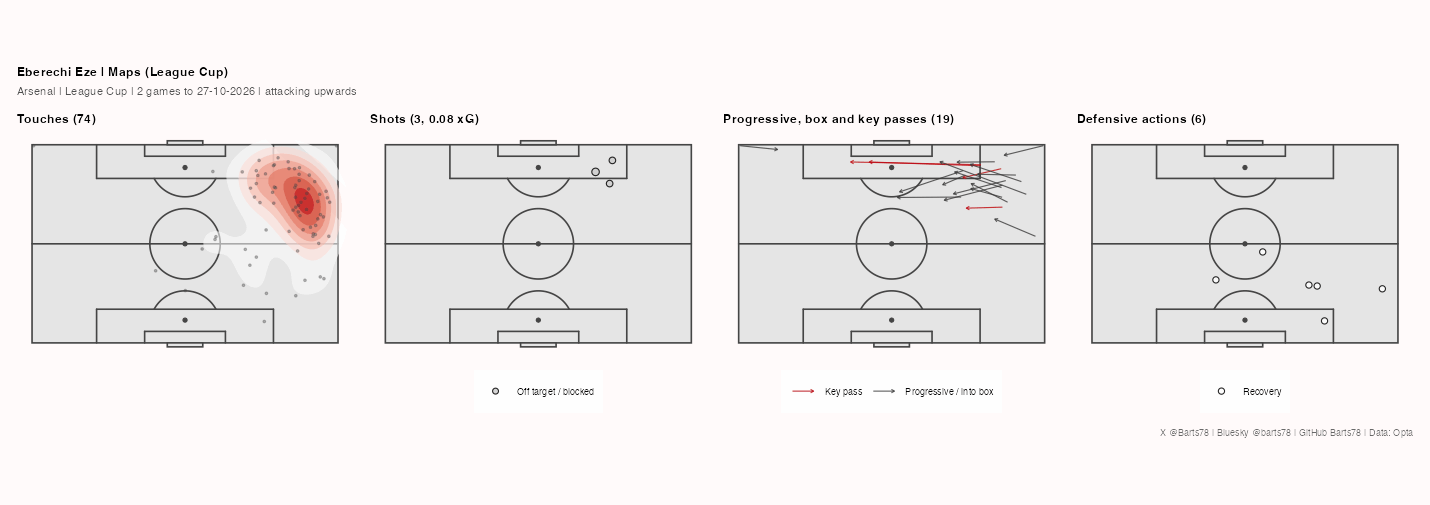 Eberechi Eze | Maps (League Cup)
Arsenal | League Cup | 2 games to 27-10-2026 | attacking upwards
Touches (74)
Shots (3, 0.08 xG)
Progressive, box and key passes (19)
Defensive actions (6)
Off target / blocked
Key pass
Progressive / into box
Recovery
X @Barts78 | Bluesky @barts78 | GitHub Barts78 | Data: Opta